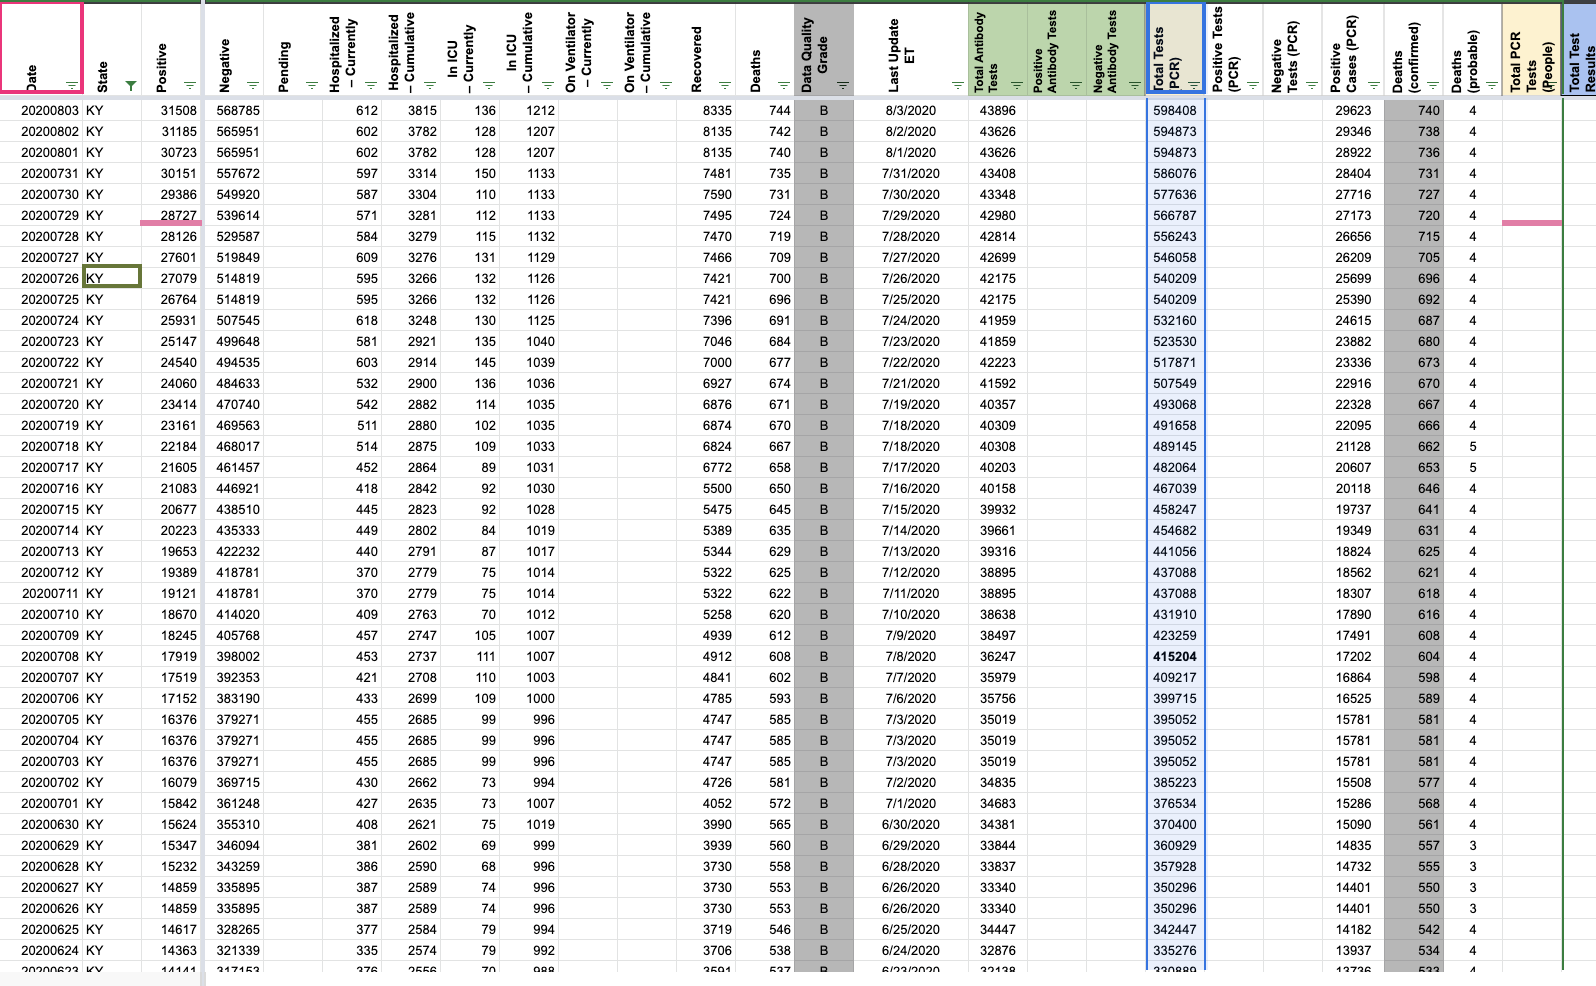 Date State Positive Negative Pending Hospitalized – Currently Hospitalized – Cumulative In ICU – Currently In ICU – Cumulative On Ventilator – Currently On Ventilator – Cumulative Recovered Deaths Data Quality Grade Last Update ET Total Antibody Tests Positive Antibody Tests Negative Antibody Tests Total Tests (PCR) Positive Tests (PCR) Negative Tests (PCR) Positive Cases (PCR) Deaths (confirmed) Deaths (probable) Total PCR Tests (People) Total Test Results
20200803 KY 31508 568785 612 3815 136 1212 8335 744 B 8/3/2020 43896 598408 29623 740 4
20200802 KY 31185 565951 602 3782 128 1207 8135 742 B 8/2/2020 43626 594873 29346 738 4
20200801 KY 30723 565951 602 3782 128 1207 8135 740 B 8/1/2020 43626 594873 28922 736 4
20200731 KY 30151 557672 597 3314 150 1133 7481 735 B 7/31/2020 43408 586076 28404 731 4
20200730 KY 29386 549920 587 3304 110 1133 7590 731 B 7/30/2020 43348 577636 27716 727 4
20200729 KY 28727 539614 571 3281 112 1133 7495 724 B 7/29/2020 42980 566787 27173 720 4
20200728 KY 28126 529587 584 3279 115 1132 7470 719 B 7/28/2020 42814 556243 26656 715 4
20200727 KY 27601 519849 609 3276 131 1129 7466 709 B 7/27/2020 42699 546058 26209 705 4
20200726 KY 27079 514819 595 3266 132 1126 7421 700 B 7/26/2020 42175 540209 25699 696 4
20200725 KY 26764 514819 595 3266 132 1126 7421 696 B 7/25/2020 42175 540209 25390 692 4
20200724 KY 25931 507545 618 3248 130 1125 7396 691 B 7/24/2020 41959 532160 24615 687 4
20200723 KY 25147 499648 581 2921 135 1040 7046 684 B 7/23/2020 41859 523530 23882 680 4
20200722 KY 24540 494535 603 2914 145 1039 7000 677 B 7/22/2020 42223 517871 23336 673 4
20200721 KY 24060 484633 532 2900 136 1036 6927 674 B 7/21/2020 41592 507549 22916 670 4
20200720 KY 23414 470740 542 2882 114 1035 6876 671 B 7/19/2020 40357 493068 22328 667 4
20200719 KY 23161 469563 511 2880 102 1035 6874 670 B 7/18/2020 40309 491658 22095 666 4
20200718 KY 22184 468017 514 2875 109 1033 6824 667 B 7/18/2020 40308 489145 21128 662 5
20200717 KY 21605 461457 452 2864 89 1031 6772 658 B 7/17/2020 40203 482064 20607 653 5
20200716 KY 21083 446921 418 2842 92 1030 5500 650 B 7/16/2020 40158 467039 20118 646 4
20200715 KY 20677 438510 445 2823 92 1028 5475 645 B 7/15/2020 39932 458247 19737 641 4
20200714 KY 20223 435333 449 2802 84 1019 5389 635 B 7/14/2020 39661 454682 19349 631 4
20200713 KY 19653 422232 440 2791 87 1017 5344 629 B 7/13/2020 39316 441056 18824 625 4
20200712 KY 19389 418781 370 2779 75 1014 5322 625 B 7/12/2020 38895 437088 18562 621 4
20200711 KY 19121 418781 370 2779 75 1014 5322 622 B 7/11/2020 38895 437088 18307 618 4
20200710 KY 18670 414020 409 2763 70 1012 5258 620 B 7/10/2020 38638 431910 17890 616 4
20200709 KY 18245 405768 457 2747 105 1007 4939 612 B 7/9/2020 38497 423259 17491 608 4
20200708 KY 17919 398002 453 2737 111 1007 4912 608 B 7/8/2020 36247 415204 17202 604 4
20200707 KY 17519 392353 421 2708 110 1003 4841 602 B 7/7/2020 35979 409217 16864 598 4
20200706 KY 17152 383190 433 2699 109 1000 4785 593 B 7/6/2020 35756 399715 16525 589 4
20200705 KY 16376 379271 455 2685 99 996 4747 585 B 7/3/2020 35019 395052 15781 581 4
20200704 KY 16376 379271 455 2685 99 996 4747 585 B 7/3/2020 35019 395052 15781 581 4
20200703 KY 16376 379271 455 2685 99 996 4747 585 B 7/3/2020 35019 395052 15781 581 4
20200702 KY 16079 369715 430 2662 73 994 4726 581 B 7/2/2020 34835 385223 15508 577 4
20200701 KY 15842 361248 427 2635 73 1007 4052 572 B 7/1/2020 34683 376534 15286 568 4
20200630 KY 15624 355310 408 2621 75 1019 3990 565 B 6/30/2020 34381 370400 15090 561 4
20200629 KY 15347 346094 381 2602 69 999 3939 560 B 6/29/2020 33844 360929 14835 557 3
20200628 KY 15232 343259 386 2590 68 996 3730 558 B 6/28/2020 33837 357928 14732 555 3
20200627 KY 14859 335895 387 2589 74 996 3730 553 B 6/26/2020 33340 350296 14401 550 3
20200626 KY 14859 335895 387 2589 74 996 3730 553 B 6/26/2020 33340 350296 14401 550 3
20200625 KY 14617 328265 377 2584 79 994 3719 546 B 6/25/2020 34447 342447 14182 542 4
20200624 KY 14363 321339 335 2574 79 992 3706 538 B 6/24/2020 32876 335276 13937 534 4
20200623 KY 14141 317153 376 2556 70 988 3591 537 B 6/23/2020 32138 330889 13736 533 4